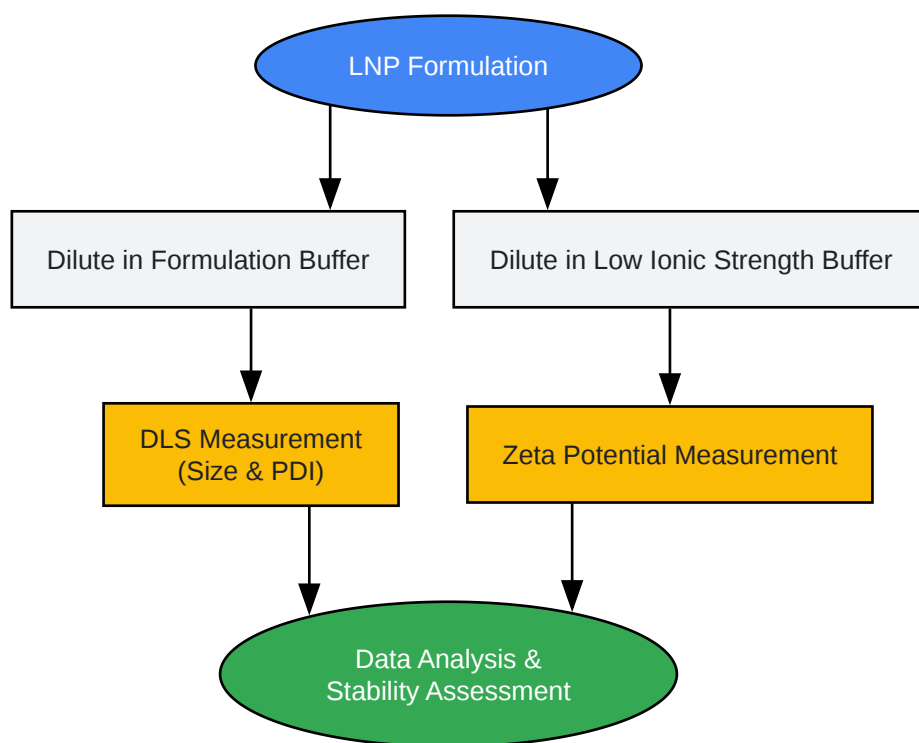 LNP Formulation
Dilute in Formulation Buffer
Dilute in Low Ionic Strength Buffer
DLS Measurement
(Size & PDI)
Zeta Potential Measurement
Data Analysis &
Stability Assessment